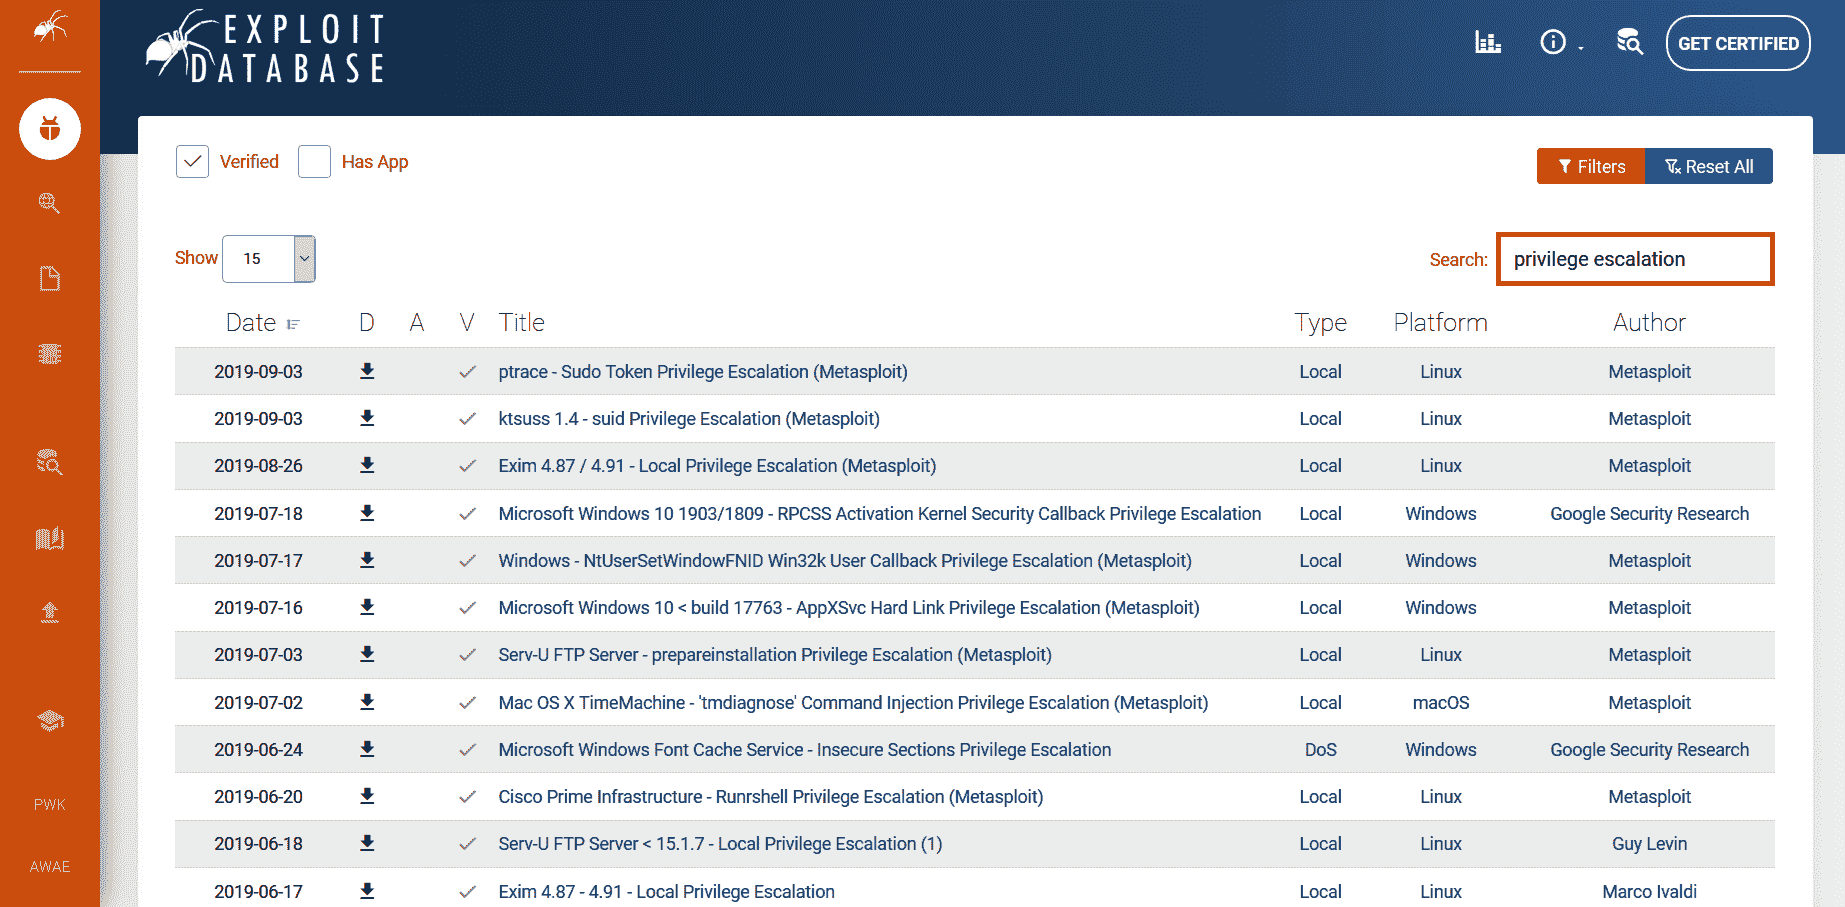 EXPLOIT
DATABASE
GET CERTIFIED
Verified
Has App
Filters
Reset All
Show 15
Search: privilege escalation
Date D A V Title Type Platform Author
2019-09-03 ptrace - Sudo Token Privilege Escalation (Metasploit) Local Linux Metasploit
2019-09-03 ktsuss 1.4 - suid Privilege Escalation (Metasploit) Local Linux Metasploit
2019-08-26 Exim 4.87 / 4.91 - Local Privilege Escalation (Metasploit) Local Linux Metasploit
2019-07-18 Microsoft Windows 10 1903/1809 - RPCSS Activation Kernel Security Callback Privilege Escalation Local Windows Google Security Research
2019-07-17 Windows - NtUserSetWindowFNID Win32k User Callback Privilege Escalation (Metasploit) Local Windows Metasploit
2019-07-16 Microsoft Windows 10 < build 17763 - AppXSvc Hard Link Privilege Escalation (Metasploit) Local Windows Metasploit
2019-07-03 Serv-U FTP Server - prepareinstallation Privilege Escalation (Metasploit) Local Linux Metasploit
2019-07-02 Mac OS X TimeMachine - 'tmdiagnose' Command Injection Privilege Escalation (Metasploit) Local macOS Metasploit
2019-06-24 Microsoft Windows Font Cache Service - Insecure Sections Privilege Escalation DoS Windows Google Security Research
2019-06-20 Cisco Prime Infrastructure - Runrshell Privilege Escalation (Metasploit) Local Linux Metasploit
2019-06-18 Serv-U FTP Server < 15.1.7 - Local Privilege Escalation (1) Local Linux Guy Levin
2019-06-17 Exim 4.87 - 4.91 - Local Privilege Escalation Local Linux Marco Ivaldi
PWK
AWAE